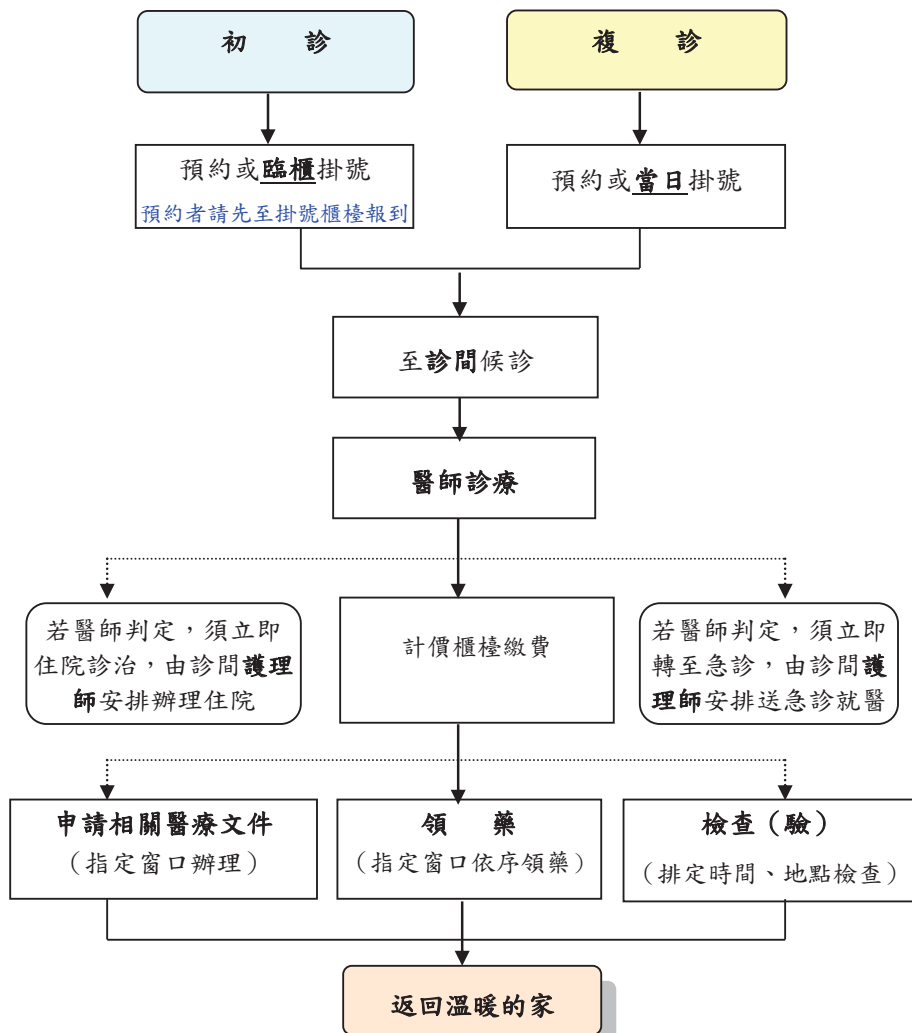 初　診
複　診
預約或臨櫃掛號
預約者請先至掛號櫃檯報到
預約或當日掛號
至診間候診
醫師診療
若醫師判定，須立即
住院診治，由診間護理
師安排辦理住院
計價櫃檯繳費
若醫師判定，須立即
轉至急診，由診間護
理師安排送急診就醫
申請相關醫療文件
（指定窗口辦理）
領　藥
（指定窗口依序領藥）
檢查（驗）
（排定時間、地點檢查）
返回溫暖的家